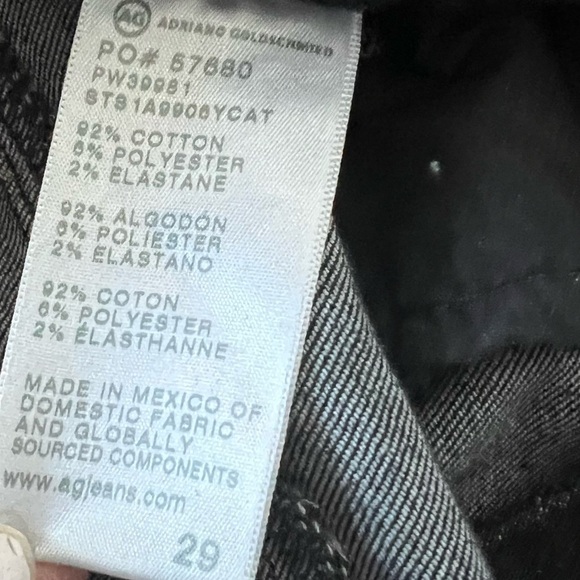 AG ADRIANO GOLDSCHMIED
PO# 57680
PW39981
STS1A9906YCAT
92% COTTON
6% POLYESTER
2% ELASTANE
92% ALGODÓN
6% POLIESTER
2% ELASTANO
92% COTON
6% POLYESTER
2% ÉLASTHANNE
MADE IN MEXICO OF
DOMESTIC FABRIC
AND GLOBALLY
SOURCED COMPONENTS
www.agjeans.com
29